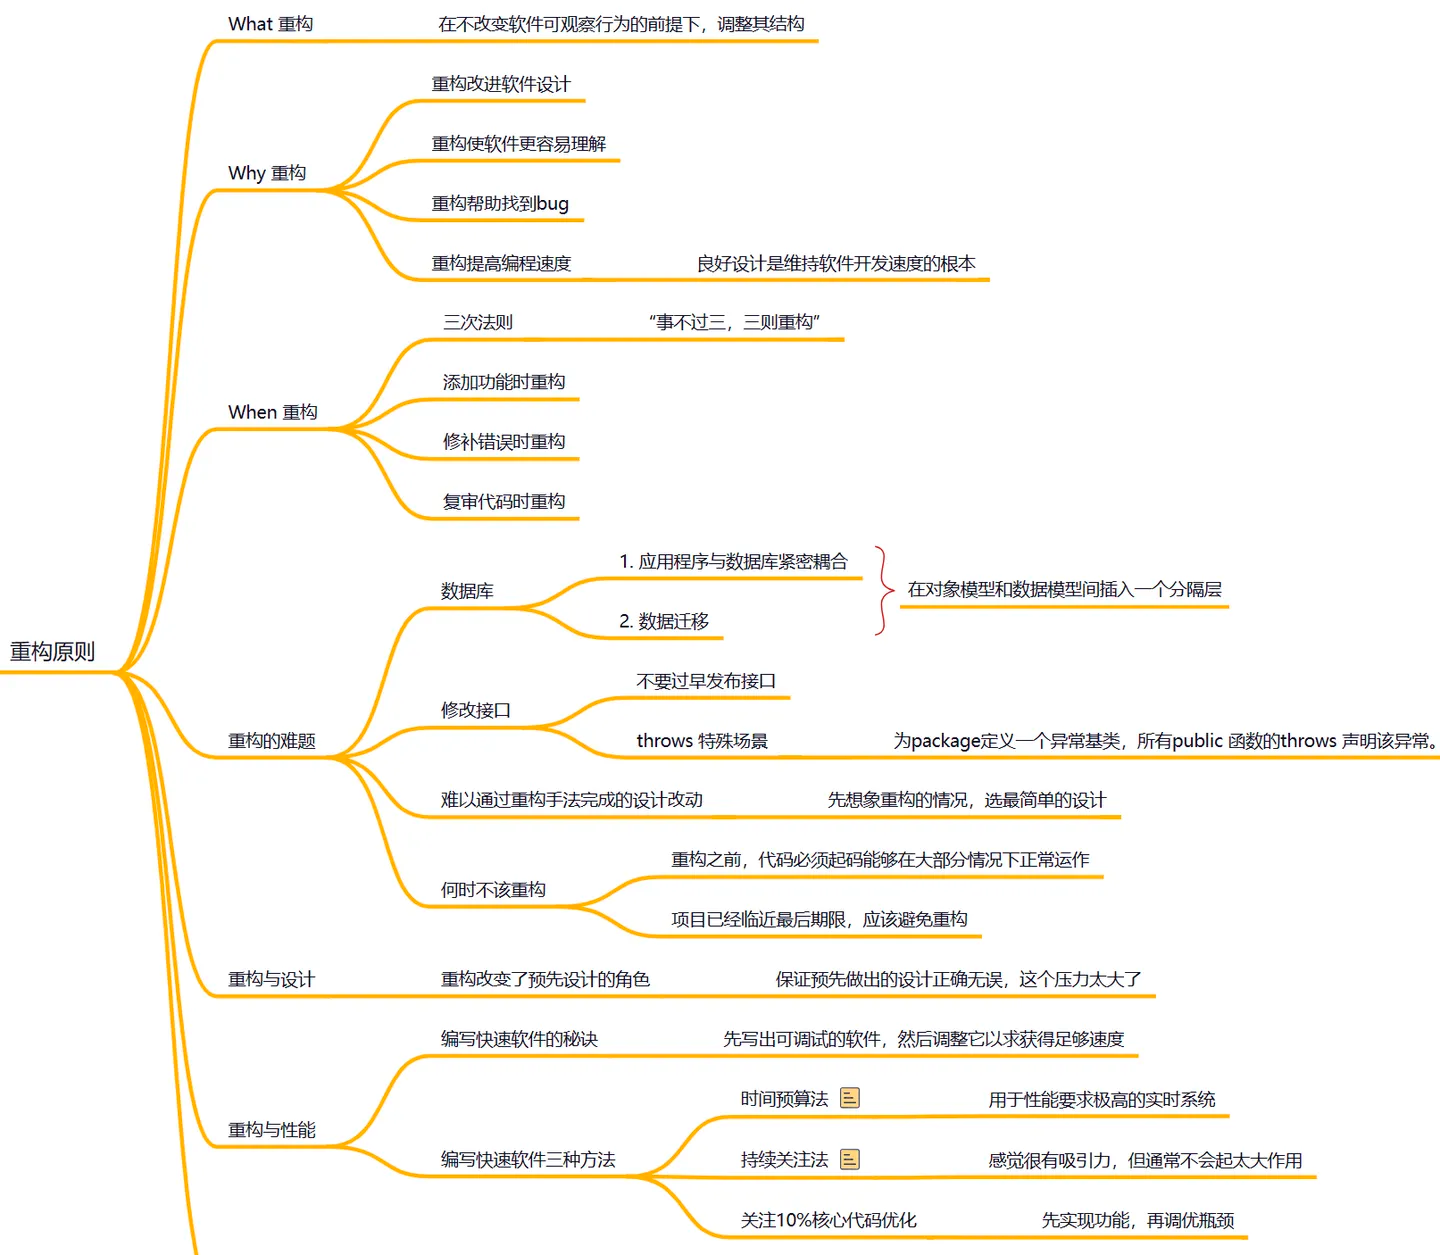 What 重构
在不改变软件可观察行为的前提下，调整其结构
重构改进软件设计
重构使软件更容易理解
Why 重构
重构帮助找到bug
重构提高编程速度
良好设计是维持软件开发速度的根本
三次法则
“事不过三，三则重构”
添加功能时重构
When 重构
修补错误时重构
复审代码时重构
1. 应用程序与数据库紧密耦合
数据库
在对象模型和数据模型间插入一个分隔层
2. 数据迁移
重构原则
不要过早发布接口
修改接口
重构的难题
throws 特殊场景
为package定义一个异常基类，所有public 函数的throws 声明该异常。
难以通过重构手法完成的设计改动
先想象重构的情况，选最简单的设计
重构之前，代码必须起码能够在大部分情况下正常运作
何时不该重构
项目已经临近最后期限，应该避免重构
重构与设计
重构改变了预先设计的角色
保证预先做出的设计正确无误，这个压力太大了
编写快速软件的秘诀
先写出可调试的软件，然后调整它以求获得足够速度
时间预算法
用于性能要求极高的实时系统
重构与性能
编写快速软件三种方法
持续关注法
感觉很有吸引力，但通常不会起太大作用
关注10%核心代码优化
先实现功能，再调优瓶颈